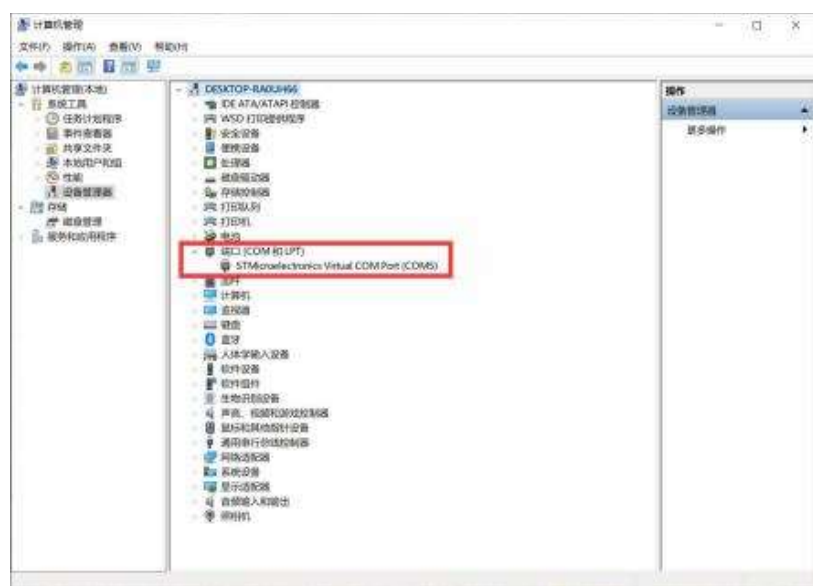 计算机管理
文件(F) 操作(A) 查看(V) 帮助(H)
计算机管理(本地)
系统工具
任务计划程序
事件查看器
共享文件夹
本地用户和组
性能
设备管理器
存储
磁盘管理
服务和应用程序
DESKTOP-RA0UH66
IDE ATA/ATAPI 控制器
WSD 打印提供程序
安全设备
便携设备
处理器
磁盘驱动器
存储控制器
打印队列
打印机
电池
端口 (COM 和 LPT)
STMicroelectronics Virtual COM Port (COM5)
固件
计算机
监视器
键盘
蓝牙
人体学输入设备
软件设备
软件组件
生物识别设备
声音、视频和游戏控制器
鼠标和其他指针设备
通用串行总线控制器
网络适配器
系统设备
显示适配器
音频输入和输出
照相机
操作
设备管理器
更多操作